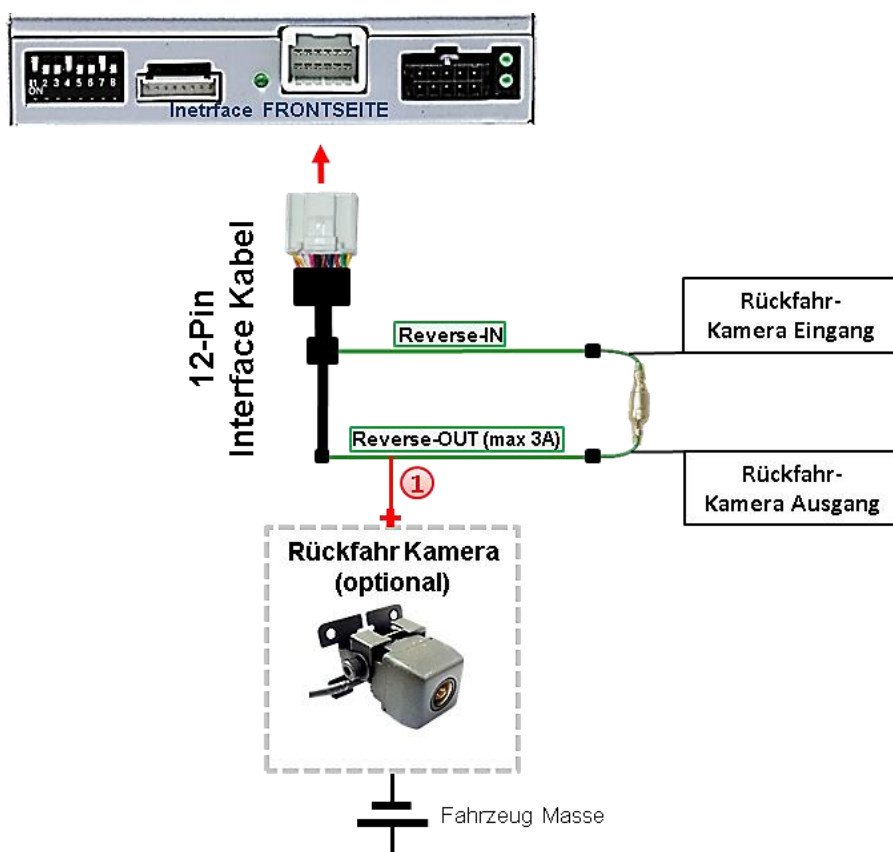 1 2 3 4 5 6 7 8
ON
Inetrface FRONTSEITE
12-Pin
Interface Kabel
Reverse-IN
Rückfahr-
Kamera Eingang
Reverse-OUT (max 3A)
Rückfahr-
Kamera Ausgang
1
Rückfahr Kamera
(optional)
Fahrzeug Masse